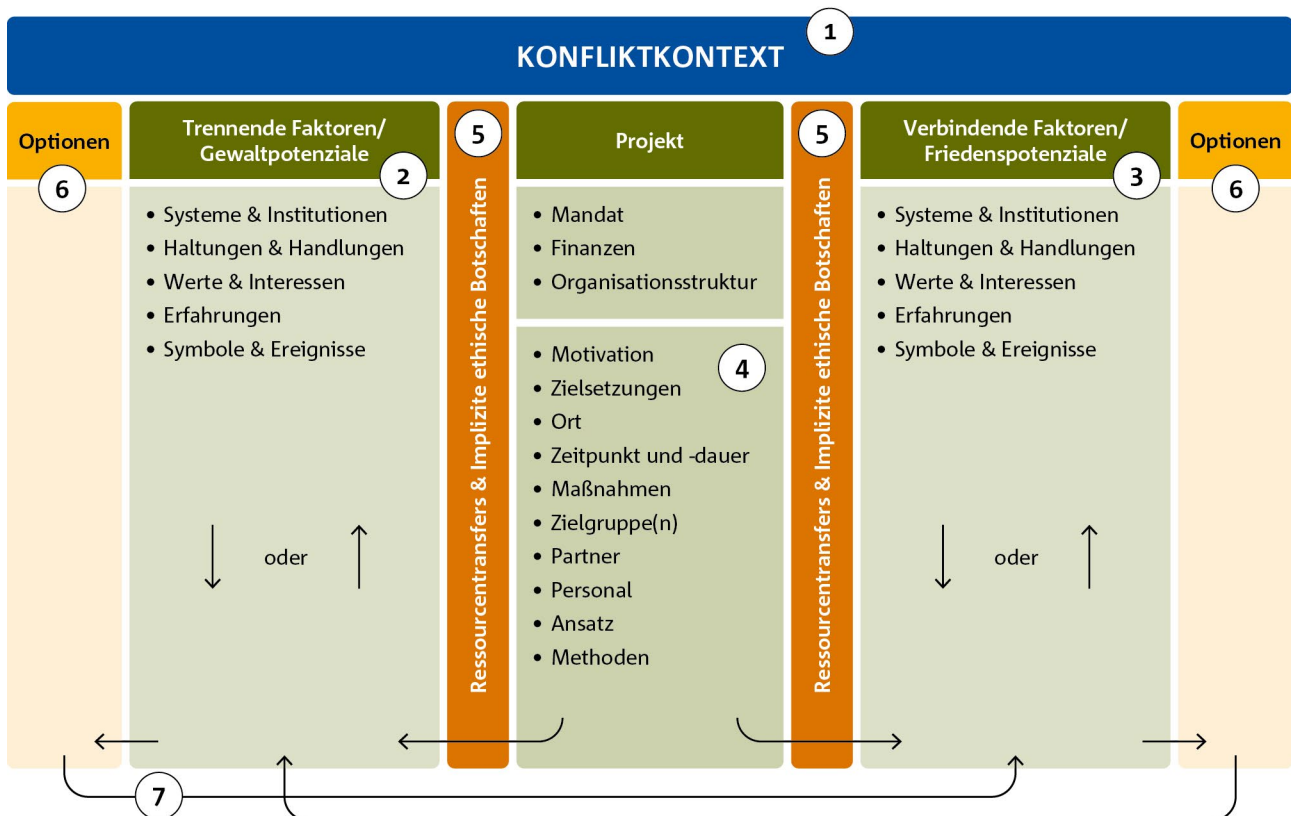 1
KONFLIKTKONTEXT
Optionen
6
Trennende Faktoren/
Gewaltpotenziale
2
• Systeme & Institutionen
• Haltungen & Handlungen
• Werte & Interessen
• Erfahrungen
• Symbole & Ereignisse
oder
5
Ressourcentransfers & Implizite ethische Botschaften
Projekt
• Mandat
• Finanzen
• Organisationsstruktur
4
• Motivation
• Zielsetzungen
• Ort
• Zeitpunkt und -dauer
• Maßnahmen
• Zielgruppe(n)
• Partner
• Personal
• Ansatz
• Methoden
5
Ressourcentransfers & Implizite ethische Botschaften
Verbindende Faktoren/
Friedenspotenziale
3
• Systeme & Institutionen
• Haltungen & Handlungen
• Werte & Interessen
• Erfahrungen
• Symbole & Ereignisse
oder
Optionen
6
7